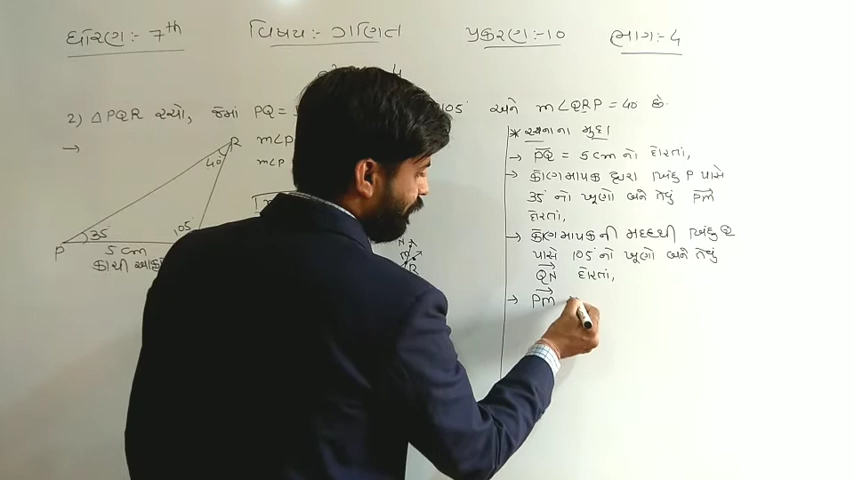 ધોરણ :- 7th વિષય :- ગણિત પ્રકરણ :- 10 ભાગ :- 4
2) △PQR રચો, જેમાં PQ = 105° અને m∠QRP = 40° છે.
→ R m∠P
40° m∠P
35° 105°
P 5 cm
કાચી
N
R
* રચનાના મુદ્દા
→ PQ = 5 cm નો દોરતાં,
→ કોણમાપક દ્વારા બિંદુ P પાસે
35° નો ખૂણો બને તેવું PM
દોરતાં,
→ કોણમાપકની મદદથી બિંદુ Q
પાસે 105° નો ખૂણો બને તેવું
QN દોરતાં,
→ PM